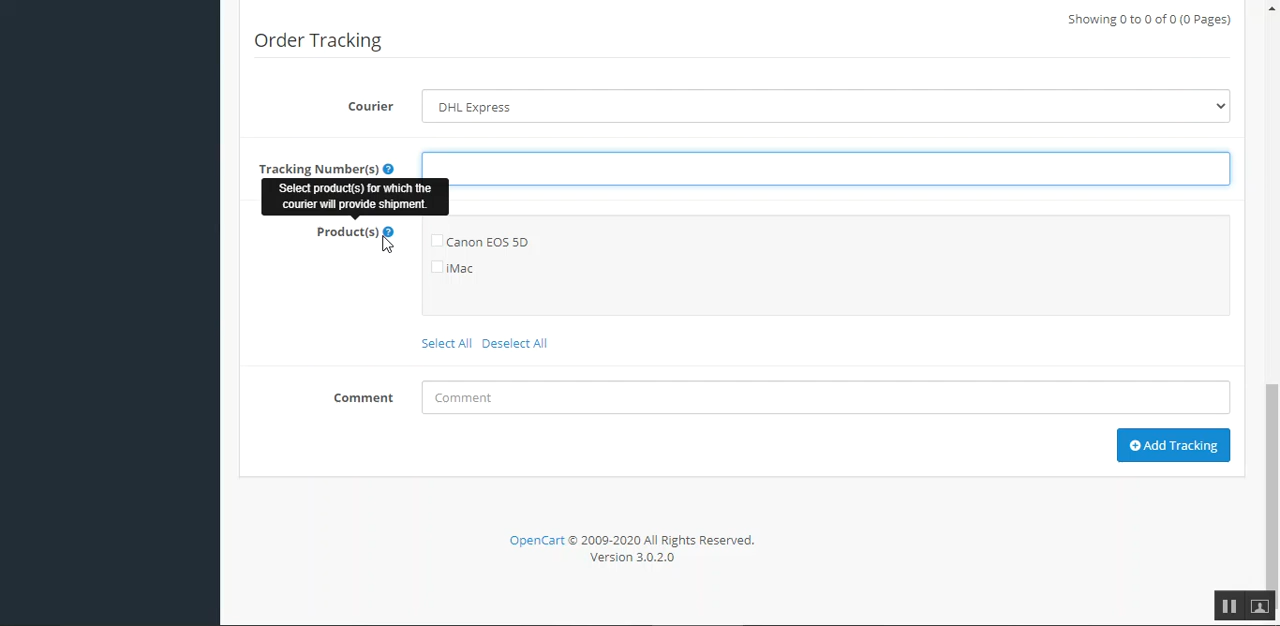 Showing 0 to 0 of 0 (0 Pages)
Order Tracking
Courier
DHL Express
Tracking Number(s) ?
Select product(s) for which the
courier will provide shipment.
Product(s) ?
Canon EOS 5D
iMac
Select All Deselect All
Comment
Comment
Add Tracking
OpenCart © 2009-2020 All Rights Reserved.
Version 3.0.2.0